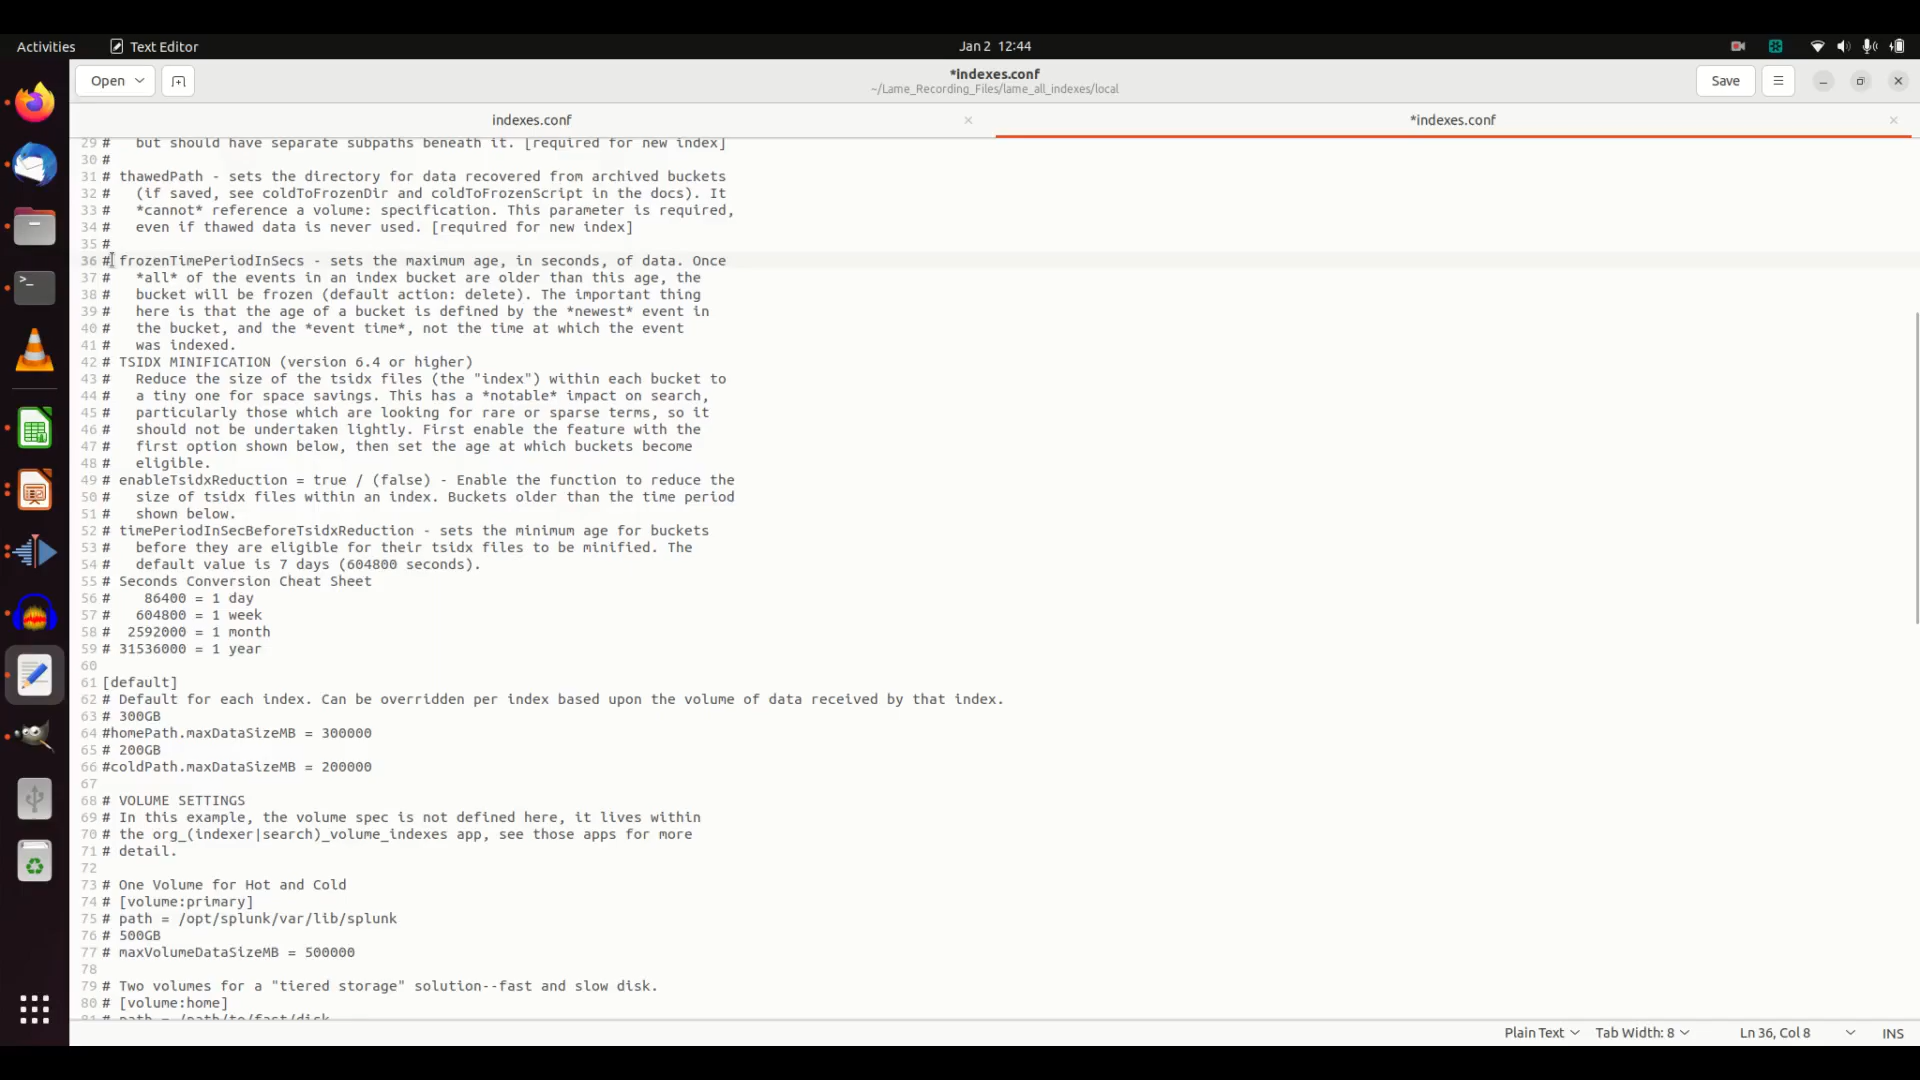 Activities
Text Editor
Jan 2 12:44
Open
*indexes.conf
~/Lame_Recording_Files/lame_all_indexes/local
Save
indexes.conf
*indexes.conf
29 #   but should have separate subpaths beneath it. [required for new index]
30 #
31 # thawedPath - sets the directory for data recovered from archived buckets
32 #   (if saved, see coldToFrozenDir and coldToFrozenScript in the docs). It
33 #   *cannot* reference a volume: specification. This parameter is required,
34 #   even if thawed data is never used. [required for new index]
35 #
36 # frozenTimePeriodInSecs - sets the maximum age, in seconds, of data. Once
37 #   *all* of the events in an index bucket are older than this age, the
38 #   bucket will be frozen (default action: delete). The important thing
39 #   here is that the age of a bucket is defined by the *newest* event in
40 #   the bucket, and the *event time*, not the time at which the event
41 #   was indexed.
42 # TSIDX MINIFICATION (version 6.4 or higher)
43 #   Reduce the size of the tsidx files (the "index") within each bucket to
44 #   a tiny one for space savings. This has a *notable* impact on search,
45 #   particularly those which are looking for rare or sparse terms, so it
46 #   should not be undertaken lightly. First enable the feature with the
47 #   first option shown below, then set the age at which buckets become
48 #   eligible.
49 # enableTsidxReduction = true / (false) - Enable the function to reduce the
50 #   size of tsidx files within an index. Buckets older than the time period
51 #   shown below.
52 # timePeriodInSecBeforeTsidxReduction - sets the minimum age for buckets
53 #   before they are eligible for their tsidx files to be minified. The
54 #   default value is 7 days (604800 seconds).
55 # Seconds Conversion Cheat Sheet
56 #    86400 = 1 day
57 #   604800 = 1 week
58 #  2592000 = 1 month
59 # 31536000 = 1 year
60
61 [default]
62 # Default for each index. Can be overridden per index based upon the volume of data received by that index.
63 # 300GB
64 #homePath.maxDataSizeMB = 300000
65 # 200GB
66 #coldPath.maxDataSizeMB = 200000
67
68 # VOLUME SETTINGS
69 # In this example, the volume spec is not defined here, it lives within
70 # the org_(indexer|search)_volume_indexes app, see those apps for more
71 # detail.
72
73 # One Volume for Hot and Cold
74 # [volume:primary]
75 # path = /opt/splunk/var/lib/splunk
76 # 500GB
77 # maxVolumeDataSizeMB = 500000
78
79 # Two volumes for a "tiered storage" solution--fast and slow disk.
80 # [volume:home]
81 # path = /path/to/fast/disk
Plain Text
Tab Width: 8
Ln 36, Col 8
INS